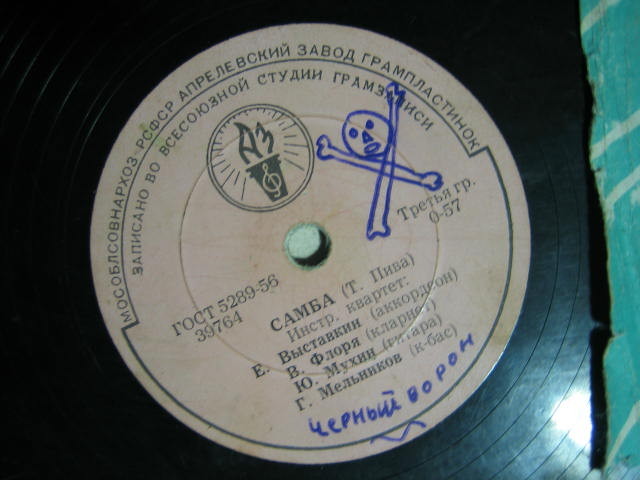 МОСОБЛСОВНАРХОЗ РСФСР АПРЕЛЕВСКИЙ ЗАВОД ГРАМПЛАСТИНОК
ЗАПИСАНО ВО ВСЕСОЮЗНОЙ СТУДИИ ГРАМЗАПИСИ
АЗ
Третья гр.
0-57
ГОСТ 5289-56
39764
САМБА (Т. Пива)
Инстр. квартет:
Е. Выставкин (аккордеон)
В. Флоря (кларнет)
Ю. Мухин (гитара)
Г. Мельников (к-бас)
ЧЕРНЫЙ ВОРОН